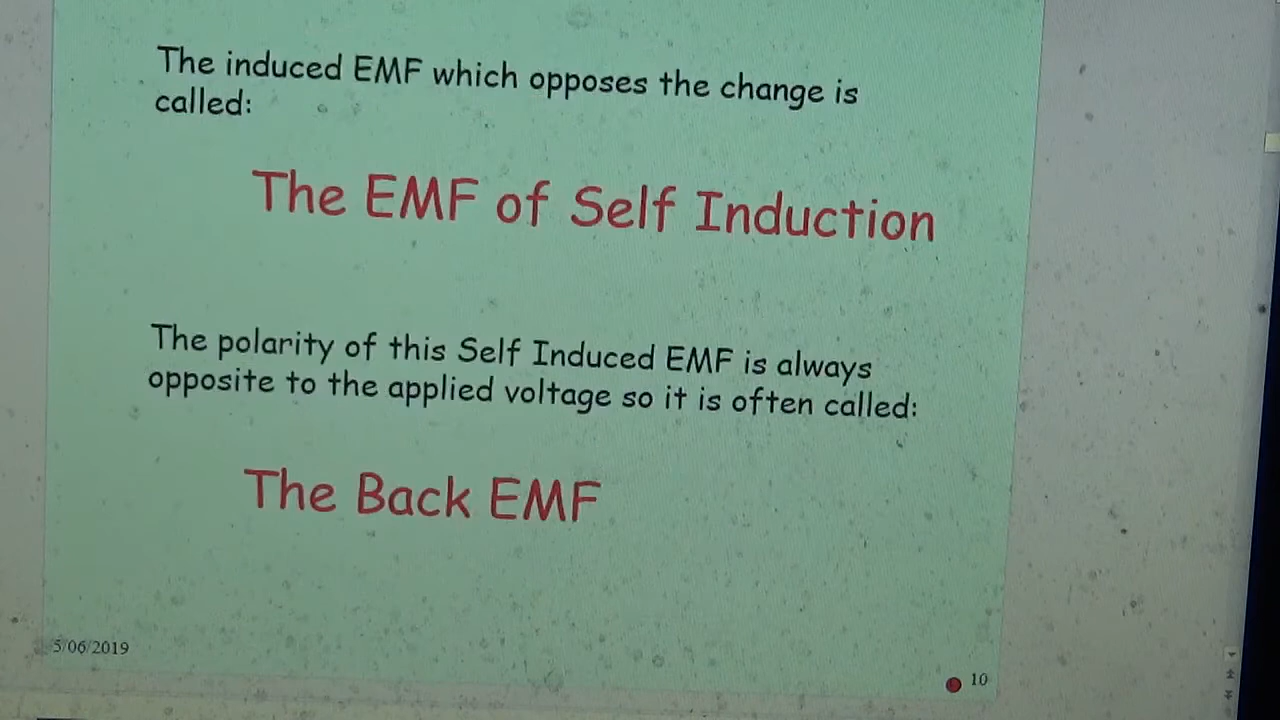 The induced EMF which opposes the change is
called:
The EMF of Self Induction
The polarity of this Self Induced EMF is always
opposite to the applied voltage so it is often called:
The Back EMF
5/06/2019
10